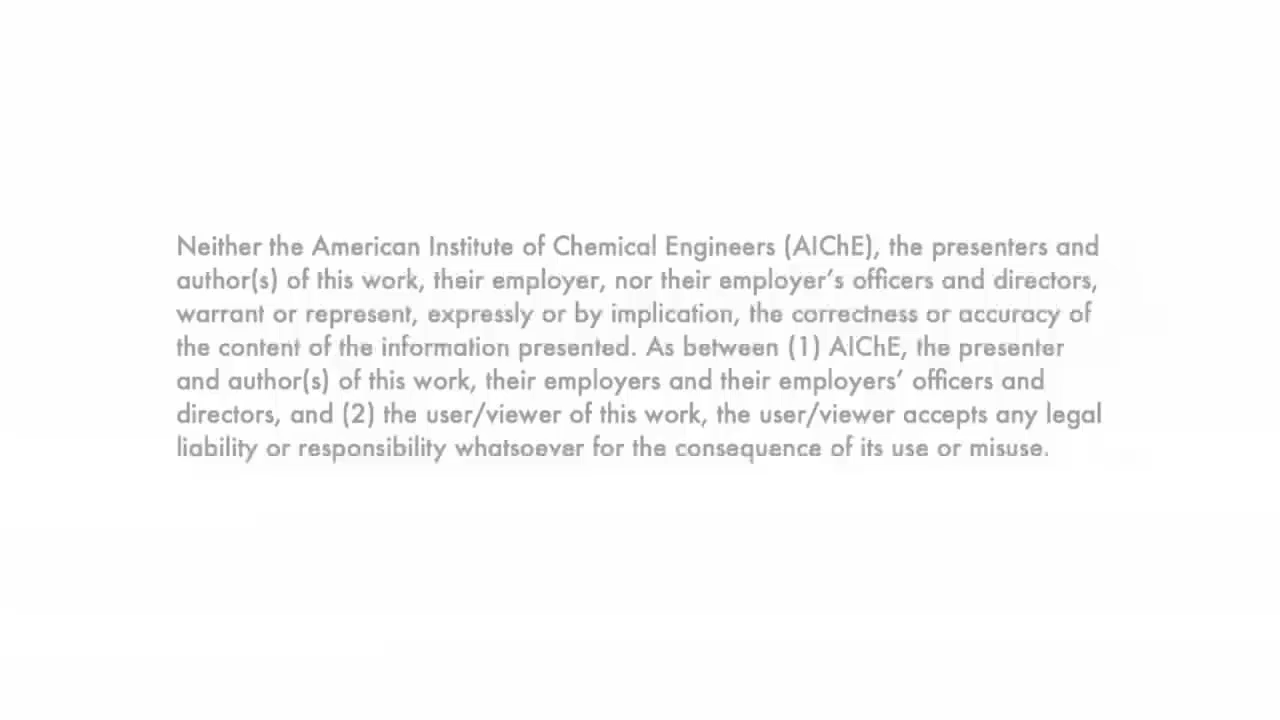 Neither the American Institute of Chemical Engineers (AIChE), the presenters and
author(s) of this work, their employer, nor their employer’s officers and directors,
warrant or represent, expressly or by implication, the correctness or accuracy of
the content of the information presented. As between (1) AIChE, the presenter
and author(s) of this work, their employers and their employers’ officers and
directors, and (2) the user/viewer of this work, the user/viewer accepts any legal
liability or responsibility whatsoever for the consequence of its use or misuse.